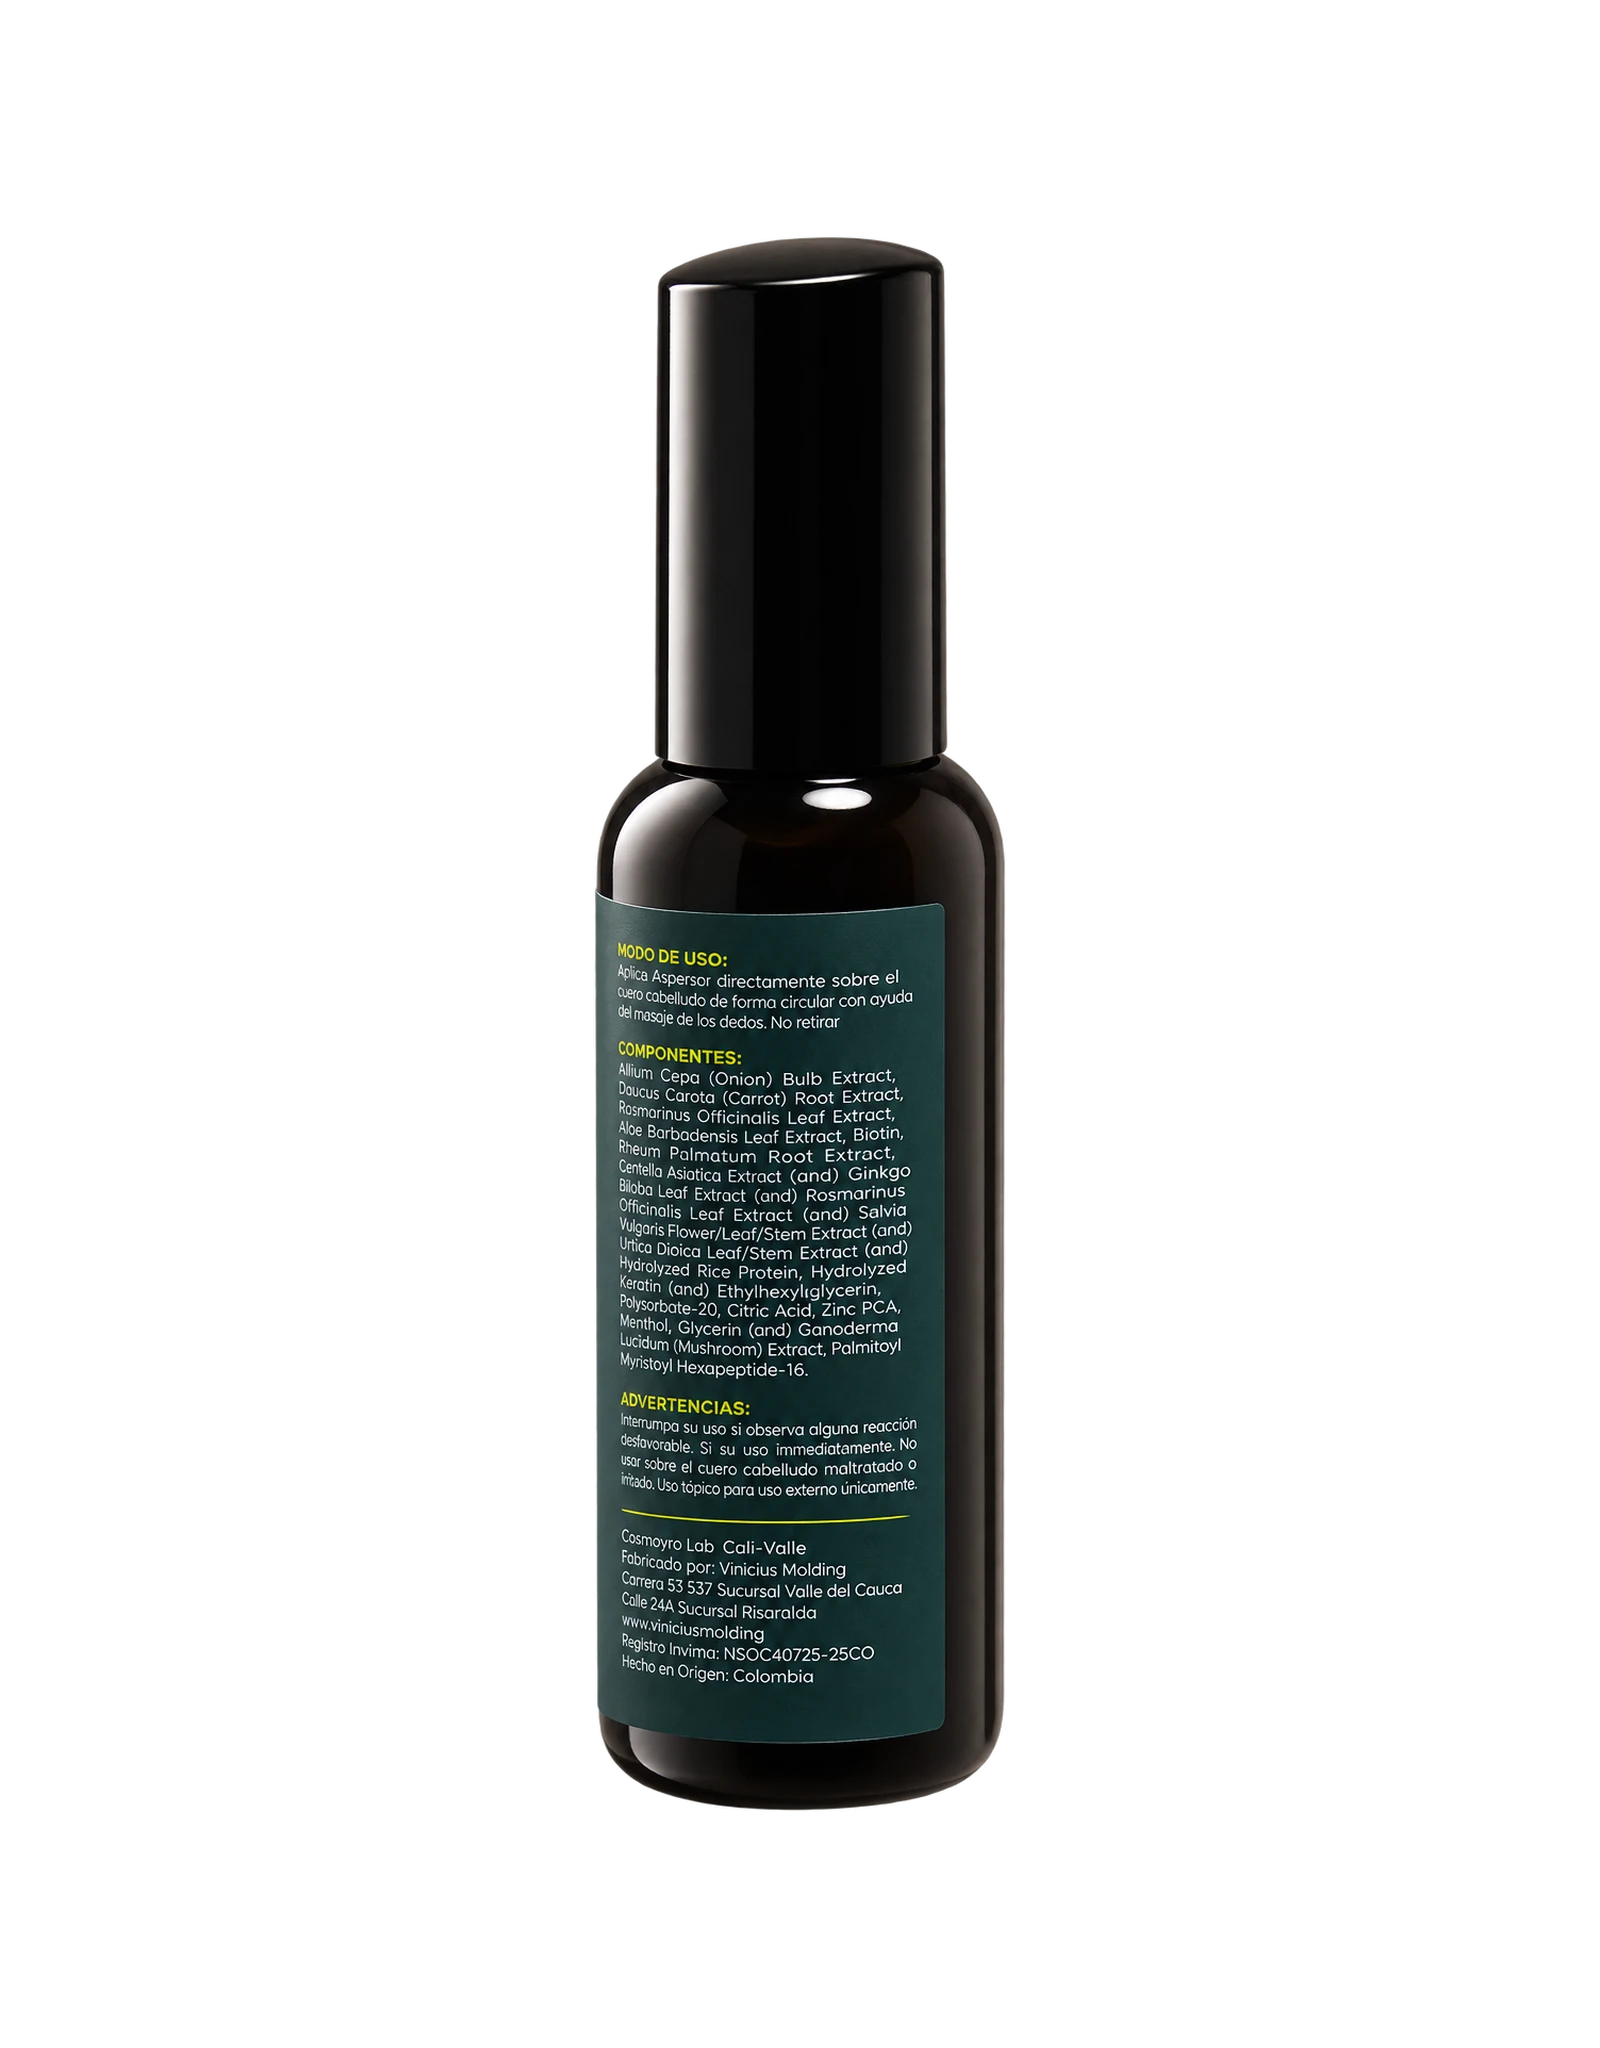 MODO DE USO:
Aplica Aspersor directamente sobre el
cuero cabelludo de forma circular con ayuda
del masaje de los dedos. No retirar
COMPONENTES:
Allium Cepa (Onion) Bulb Extract,
Daucus Carota (Carrot) Root Extract,
Rosmarinus Officinalis Leaf Extract,
Aloe Barbadensis Leaf Extract, Biotin,
Rheum Palmatum Root Extract,
Centella Asiatica Extract (and) Ginkgo
Biloba Leaf Extract (and) Rosmarinus
Officinalis Leaf Extract (and) Salvia
Vulgaris Flower/Leaf/Stem Extract (and)
Urtica Dioica Leaf/Stem Extract (and)
Hydrolyzed Rice Protein, Hydrolyzed
Keratin (and) Ethylhexylglycerin,
Polysorbate-20, Citric Acid, Zinc PCA,
Menthol, Glycerin (and) Ganoderma
Lucidum (Mushroom) Extract, Palmitoyl
Myristoyl Hexapeptide-16.
ADVERTENCIAS:
Interrumpa su uso si observa alguna reacción
desfavorable. Si su uso immediatamente. No
usar sobre el cuero cabelludo maltratado o
irritado. Uso tópico para uso externo únicamente.
Cosmoyro Lab Cali-Valle
Fabricado por: Vinicius Molding
Carrera 53 537 Sucursal Valle del Cauca
Calle 24A Sucursal Risaralda
www.viniciusmolding
Registro Invima: NSOC40725-25CO
Hecho en Origen: Colombia